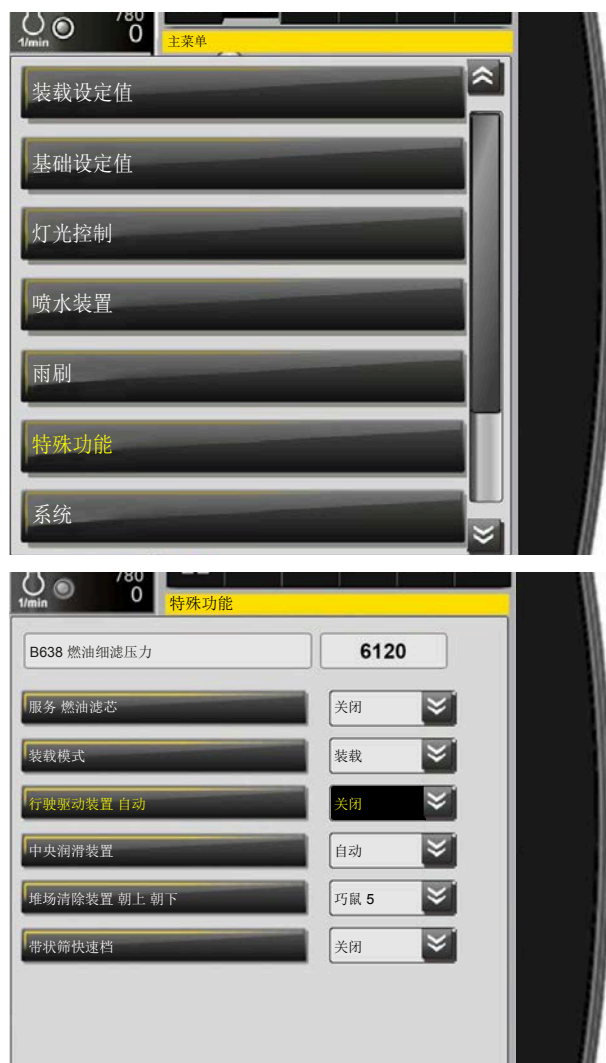 780
1/min 0 主菜单
装载设定值
基础设定值
灯光控制
喷水装置
雨刷
特殊功能
系统
780
1/min 0 特殊功能
B638 燃油细滤压力 6120
服务 燃油滤芯 关闭
装载模式 装载
行驶驱动装置 自动 关闭
中央润滑装置 自动
堆场清除装置 朝上 朝下 巧鼠 5
带状筛快速档 关闭